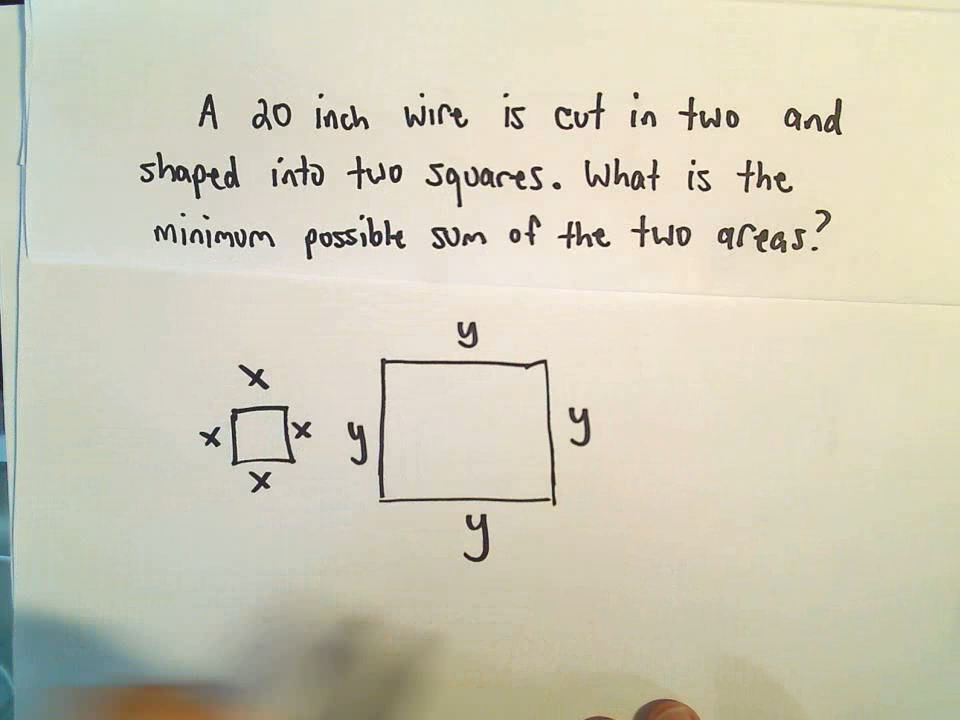 A 20 inch wire is cut in two and
shaped into two squares. What is the
minimum possible sum of the two areas?
y
x
x x y y
x
y